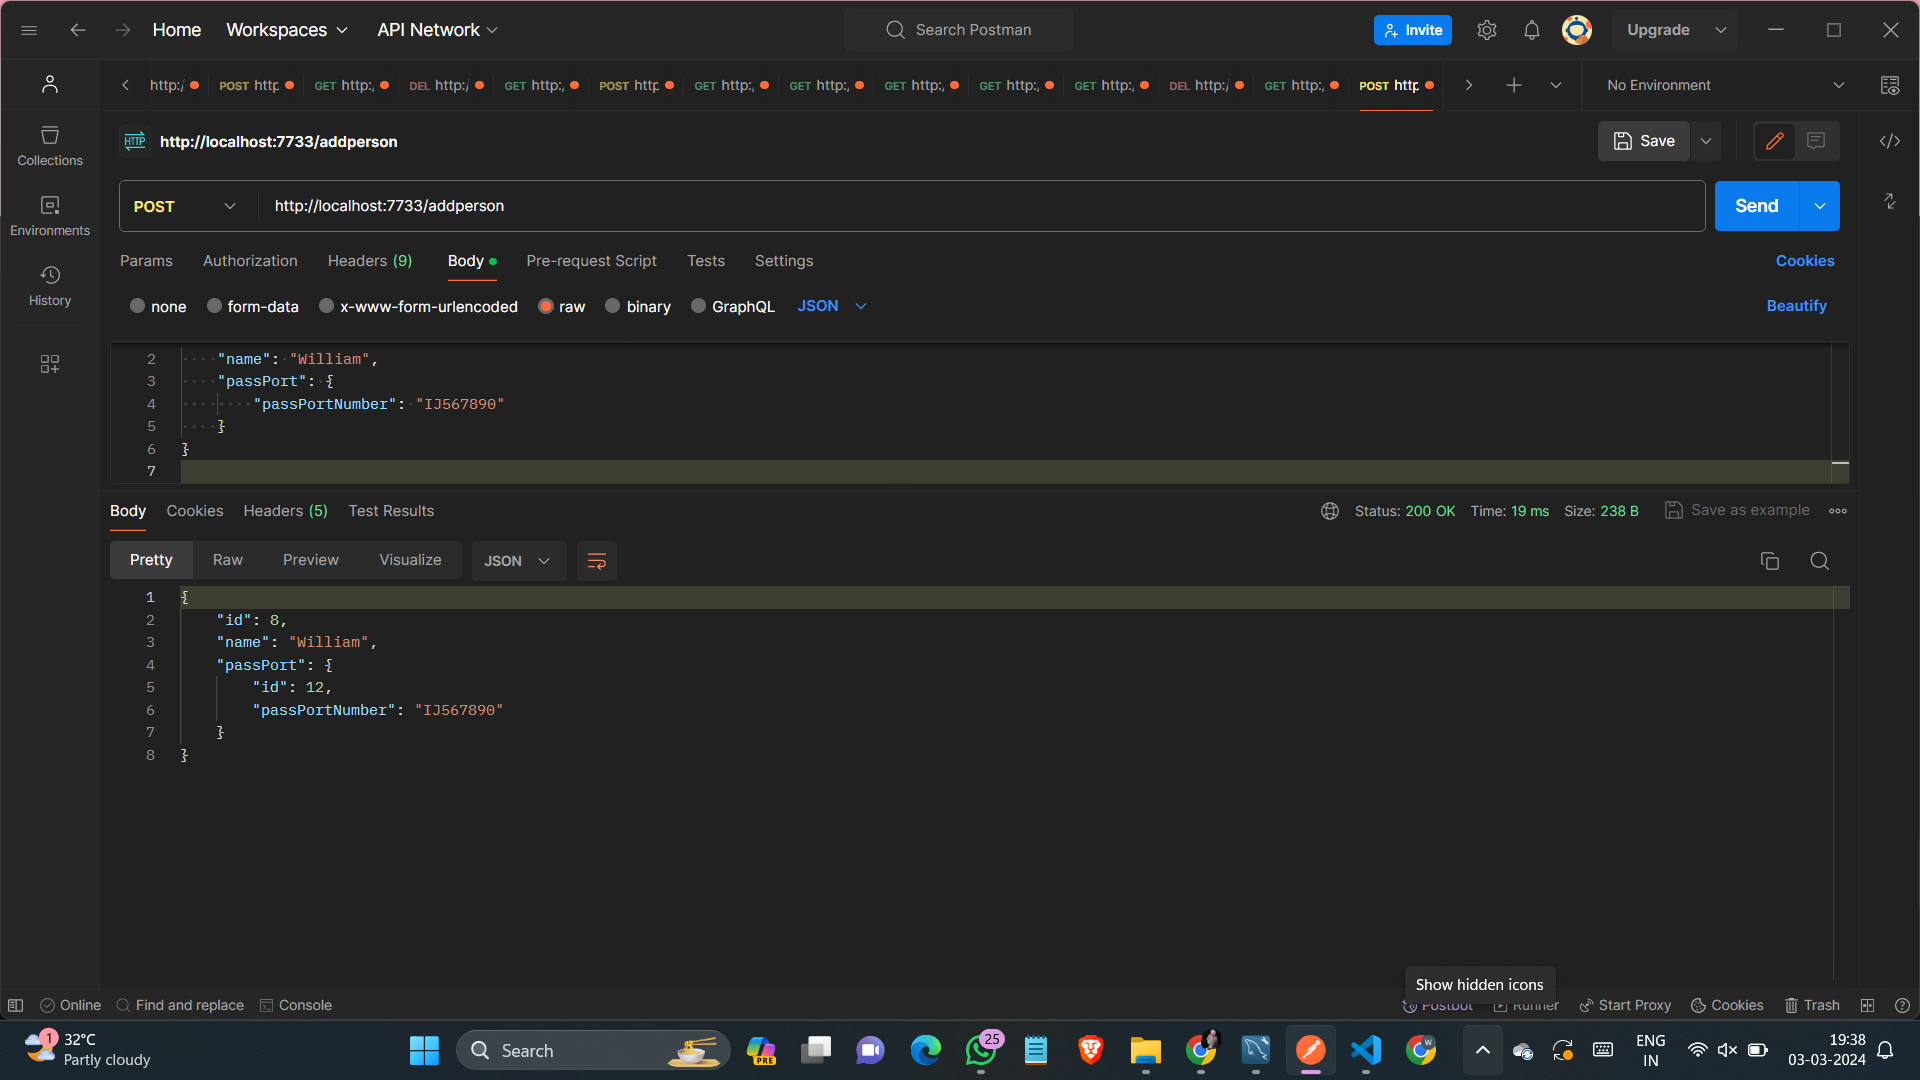 Home Workspaces API Network Search Postman Invite Upgrade
http:/ POST http GET http:/ DEL http:/ GET http:/ POST http GET http:/ GET http:/ GET http:/ GET http:/ GET http:/ DEL http:/ GET http:/ POST http No Environment
HTTP http://localhost:7733/addperson Save
Collections
POST http://localhost:7733/addperson Send
Environments
Params Authorization Headers (9) Body Pre-request Script Tests Settings Cookies
History
none form-data x-www-form-urlencoded raw binary GraphQL JSON Beautify
2 "name": "William",
3 "passPort": {
4 "passPortNumber": "IJ567890"
5 }
6 }
7
Body Cookies Headers (5) Test Results Status: 200 OK Time: 19 ms Size: 238 B Save as example
Pretty Raw Preview Visualize JSON
1 {
2 "id": 8,
3 "name": "William",
4 "passPort": {
5 "id": 12,
6 "passPortNumber": "IJ567890"
7 }
8 }
Show hidden icons
Online Find and replace Console Postbot Runner Start Proxy Cookies Trash
1 32°C
Partly cloudy
Search PRE 25 W
ENG
IN
19:38
03-03-2024